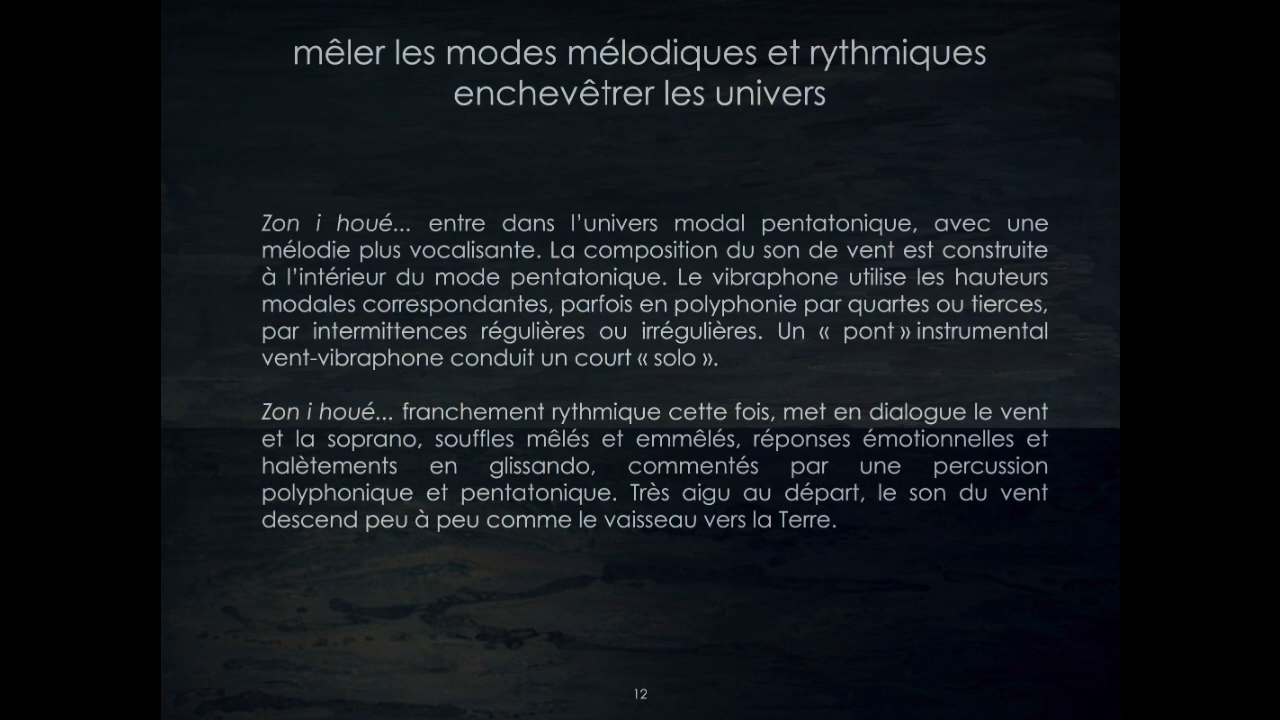 mêler les modes mélodiques et rythmiques
enchevêtrer les univers
Zon i houé... entre dans l’univers modal pentatonique, avec une
mélodie plus vocalisante. La composition du son de vent est construite
à l’intérieur du mode pentatonique. Le vibraphone utilise les hauteurs
modales correspondantes, parfois en polyphonie par quartes ou tierces,
par intermittences régulières ou irrégulières. Un « pont » instrumental
vent-vibraphone conduit un court « solo ».
Zon i houé... franchement rythmique cette fois, met en dialogue le vent
et la soprano, souffles mêlés et emmêlés, réponses émotionnelles et
halètements en glissando, commentés par une percussion
polyphonique et pentatonique. Très aigu au départ, le son du vent
descend peu à peu comme le vaisseau vers la Terre.
12